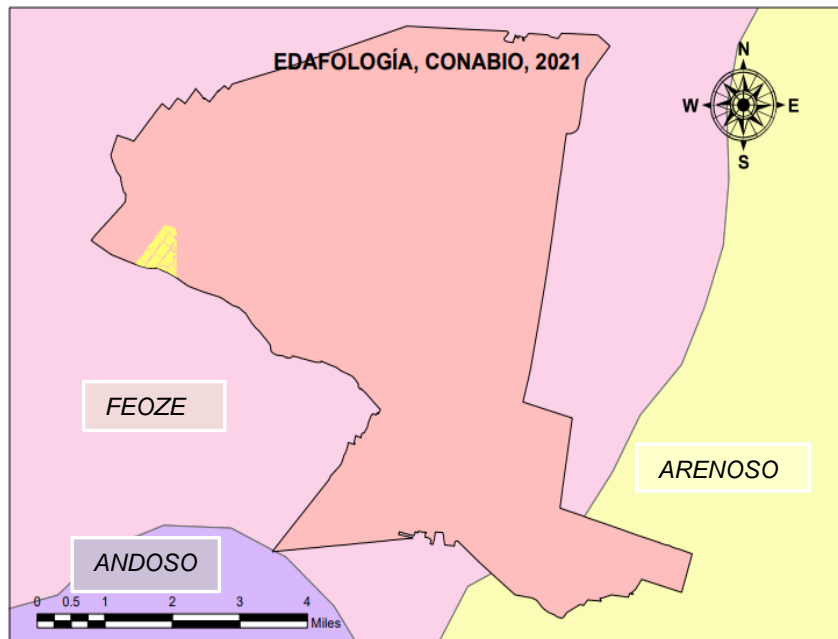 EDAFOLOGÍA, CONABIO, 2021
N
W E
S
FEOZE
ARENOSO
ANDOSO
0 0.5 1 2 3 4
Miles